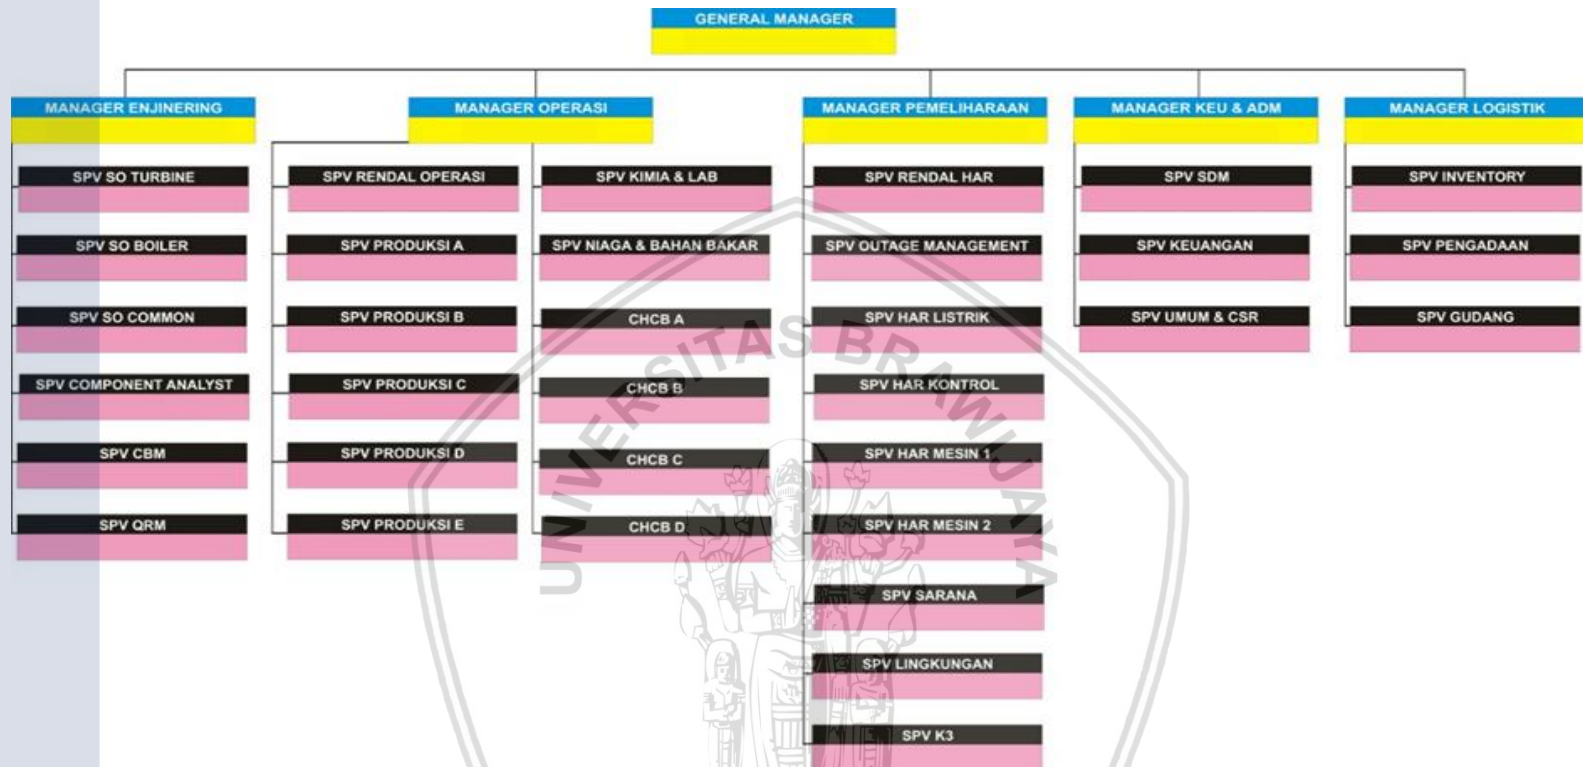 GENERAL MANAGER
MANAGER ENJINERING
MANAGER OPERASI
MANAGER PEMELIHARAAN
MANAGER KEU & ADM
MANAGER LOGISTIK
SPV SO TURBINE
SPV RENDAL OPERASI
SPV KIMIA & LAB
SPV RENDAL HAR
SPV SDM
SPV INVENTORY
SPV SO BOILER
SPV PRODUKSI A
SPV NIAGA & BAHAN BAKAR
SPV OUTAGE MANAGEMENT
SPV KEUANGAN
SPV PENGADAAN
SPV SO COMMON
SPV PRODUKSI B
CHCB A
SPV HAR LISTRIK
SPV UMUM & CSR
SPV GUDANG
SPV COMPONENT ANALYST
SPV PRODUKSI C
CHCB B
SPV HAR KONTROL
SPV CBM
SPV PRODUKSI D
CHCB C
SPV HAR MESIN 1
SPV QRM
SPV PRODUKSI E
CHCB D
SPV HAR MESIN 2
SPV SARANA
SPV LINGKUNGAN
SPV K3
UNIVERSITAS BRAWIJAYA